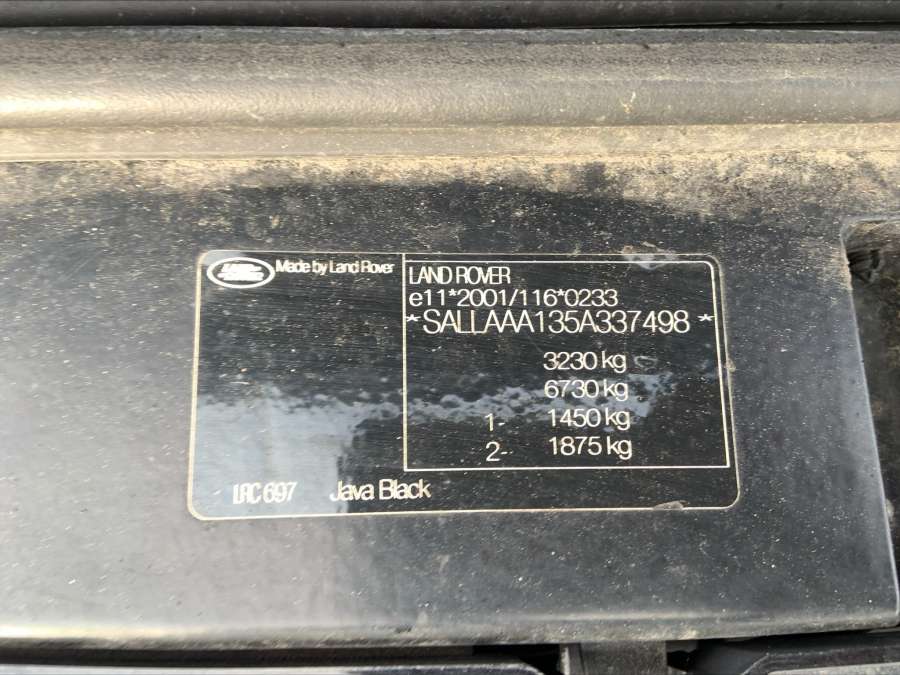 LAND ROVER
Made by Land Rover
LAND ROVER
e11*2001/116*0233
*SALLAAA135A337498*
3230 kg
6730 kg
1- 1450 kg
2- 1875 kg
LRC 697 Java Black